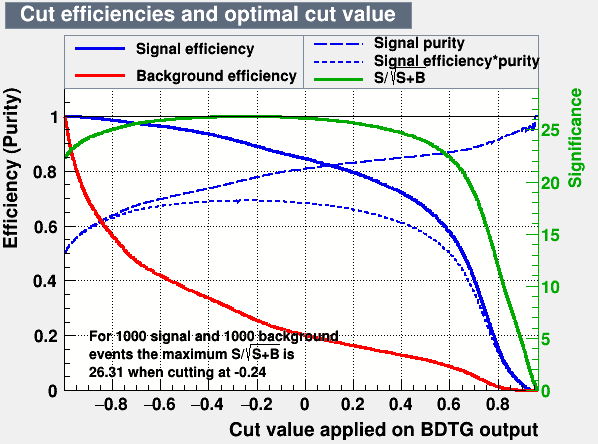 Cut efficiencies and optimal cut value
Signal efficiency
Background efficiency
Signal purity
Signal efficiency*purity
S/√S+B
Efficiency (Purity)
1
0.8
0.6
0.4
0.2
0
25
20
15
10
5
0
Significance
For 1000 signal and 1000 background
events the maximum S/√S+B is
26.31 when cutting at -0.24
−0.8 −0.6 −0.4 −0.2 0 0.2 0.4 0.6 0.8
Cut value applied on BDTG output